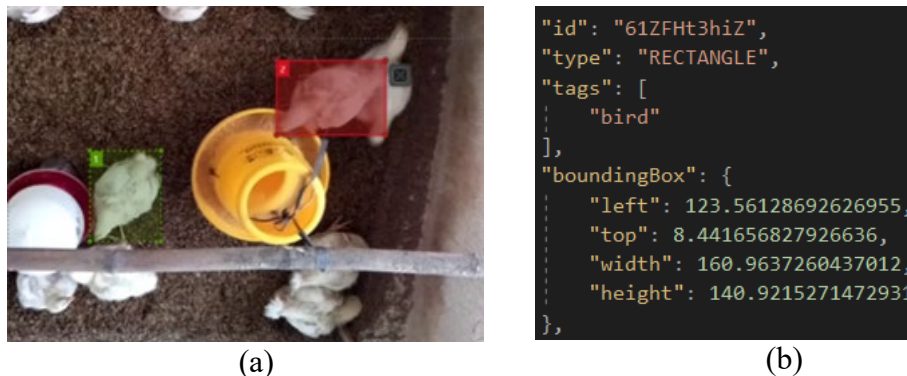 1
2
"id": "61ZFHt3hiZ",
"type": "RECTANGLE",
"tags": [
"bird"
],
"boundingBox": {
"left": 123.56128692626955,
"top": 8.441656827926636,
"width": 160.9637260437012,
"height": 140.9215271472931
},
(a)
(b)